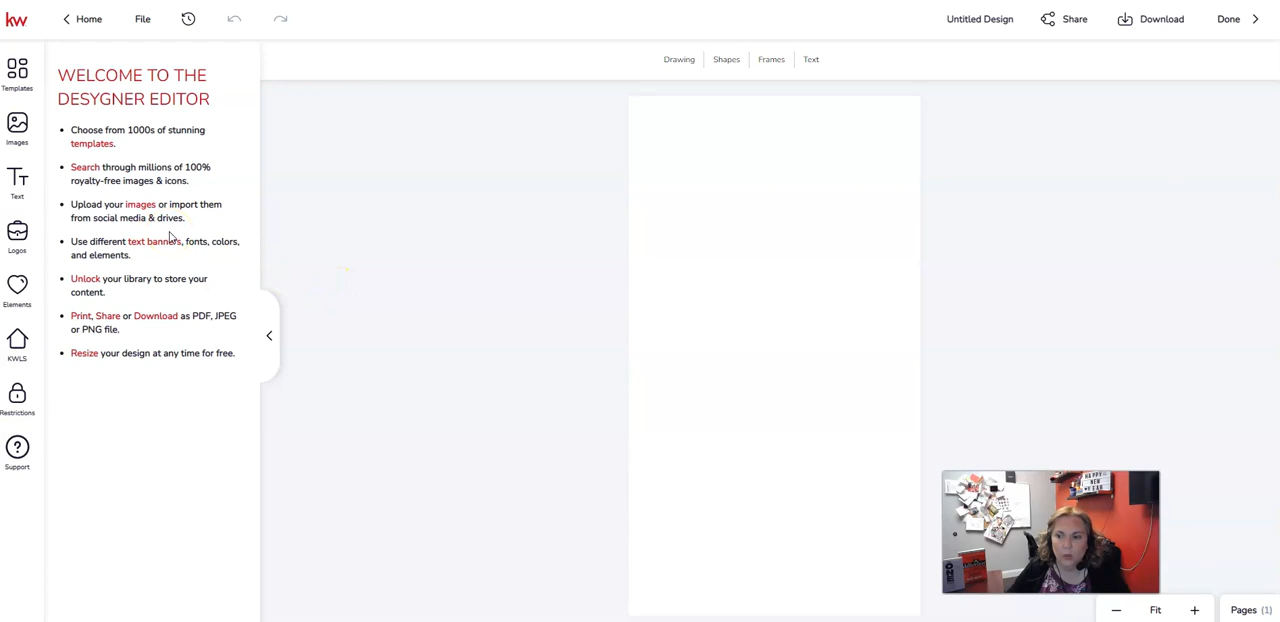 kw
Home
File
Untitled Design
Share
Download
Done
Drawing
Shapes
Frames
Text
Templates
Images
Text
Logos
Elements
KWLS
Restrictions
Support
WELCOME TO THE
DESYGNER EDITOR
Choose from 1000s of stunning
templates.
Search through millions of 100%
royalty-free images & icons.
Upload your images or import them
from social media & drives.
Use different text banners, fonts, colors,
and elements.
Unlock your library to store your
content.
Print, Share or Download as PDF, JPEG
or PNG file.
Resize your design at any time for free.
HAPPY
NEW
YEAR
Fit
Pages (1)